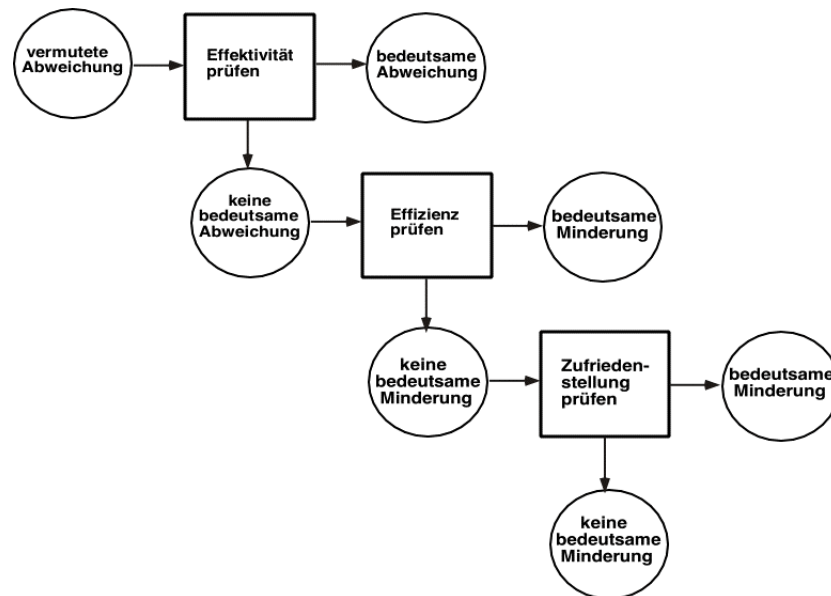 vermutete
Abweichung
Effektivität
prüfen
bedeutsame
Abweichung
keine
bedeutsame
Abweichung
Effizienz
prüfen
bedeutsame
Minderung
keine
bedeutsame
Minderung
Zufrieden-
stellung
prüfen
bedeutsame
Minderung
keine
bedeutsame
Minderung